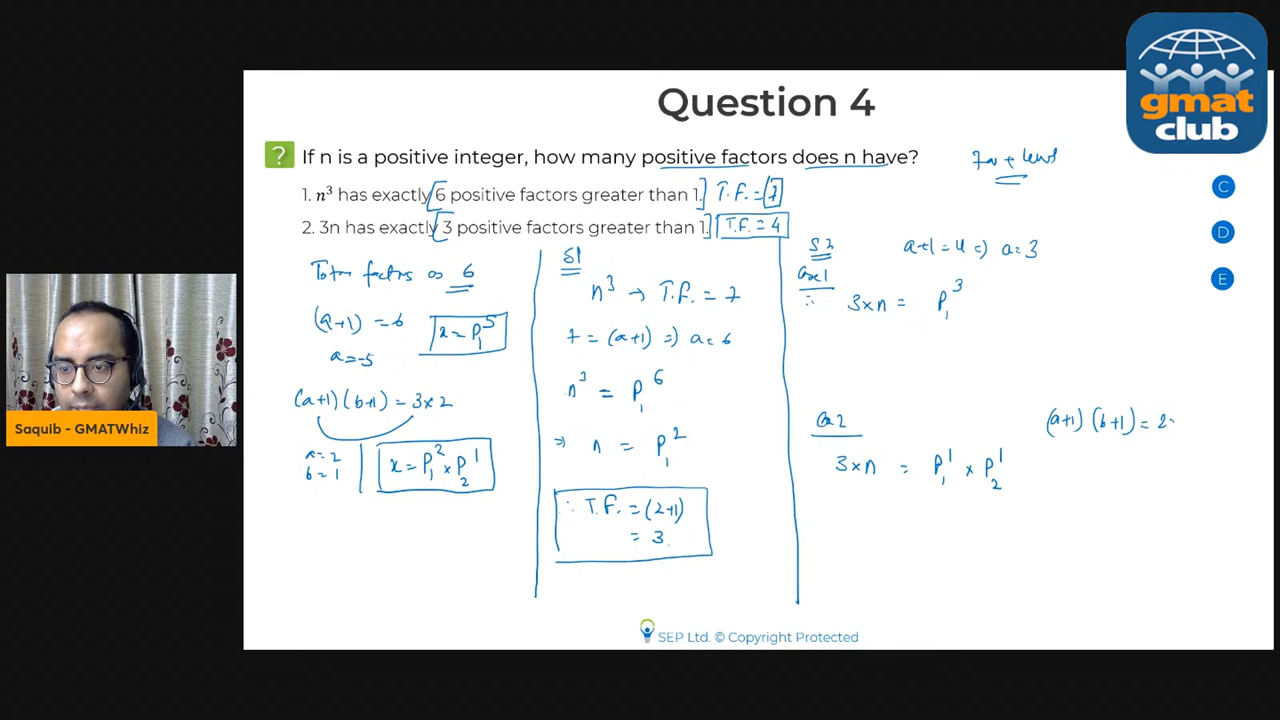 gmat
club
Question 4
? If n is a positive integer, how many positive factors does n have?
1. n³ has exactly 6 positive factors greater than 1. T.F. = 7
2. 3n has exactly 3 positive factors greater than 1. T.F. = 4
700+ level
C
D
E
Total factors as 6
(a+1) = 6
a=5
x = P₁⁵
(a+1)(b+1) = 3×2
a=2
b=1
x = P₁² × P₂¹
S1
n³ → T.F. = 7
7 = (a+1) ⇒ a=6
n³ = P₁⁶
⇒ n = P₁²
∴ T.F. = (2+1)
= 3.
S2
a+1=4 ⇒ a=3
Case 1
∴ 3×n = P₁³
(a+1)(b+1) = 2
3×n = P₁¹ × P₂¹
Saquib - GMATWhiz
SEP Ltd. © Copyright Protected